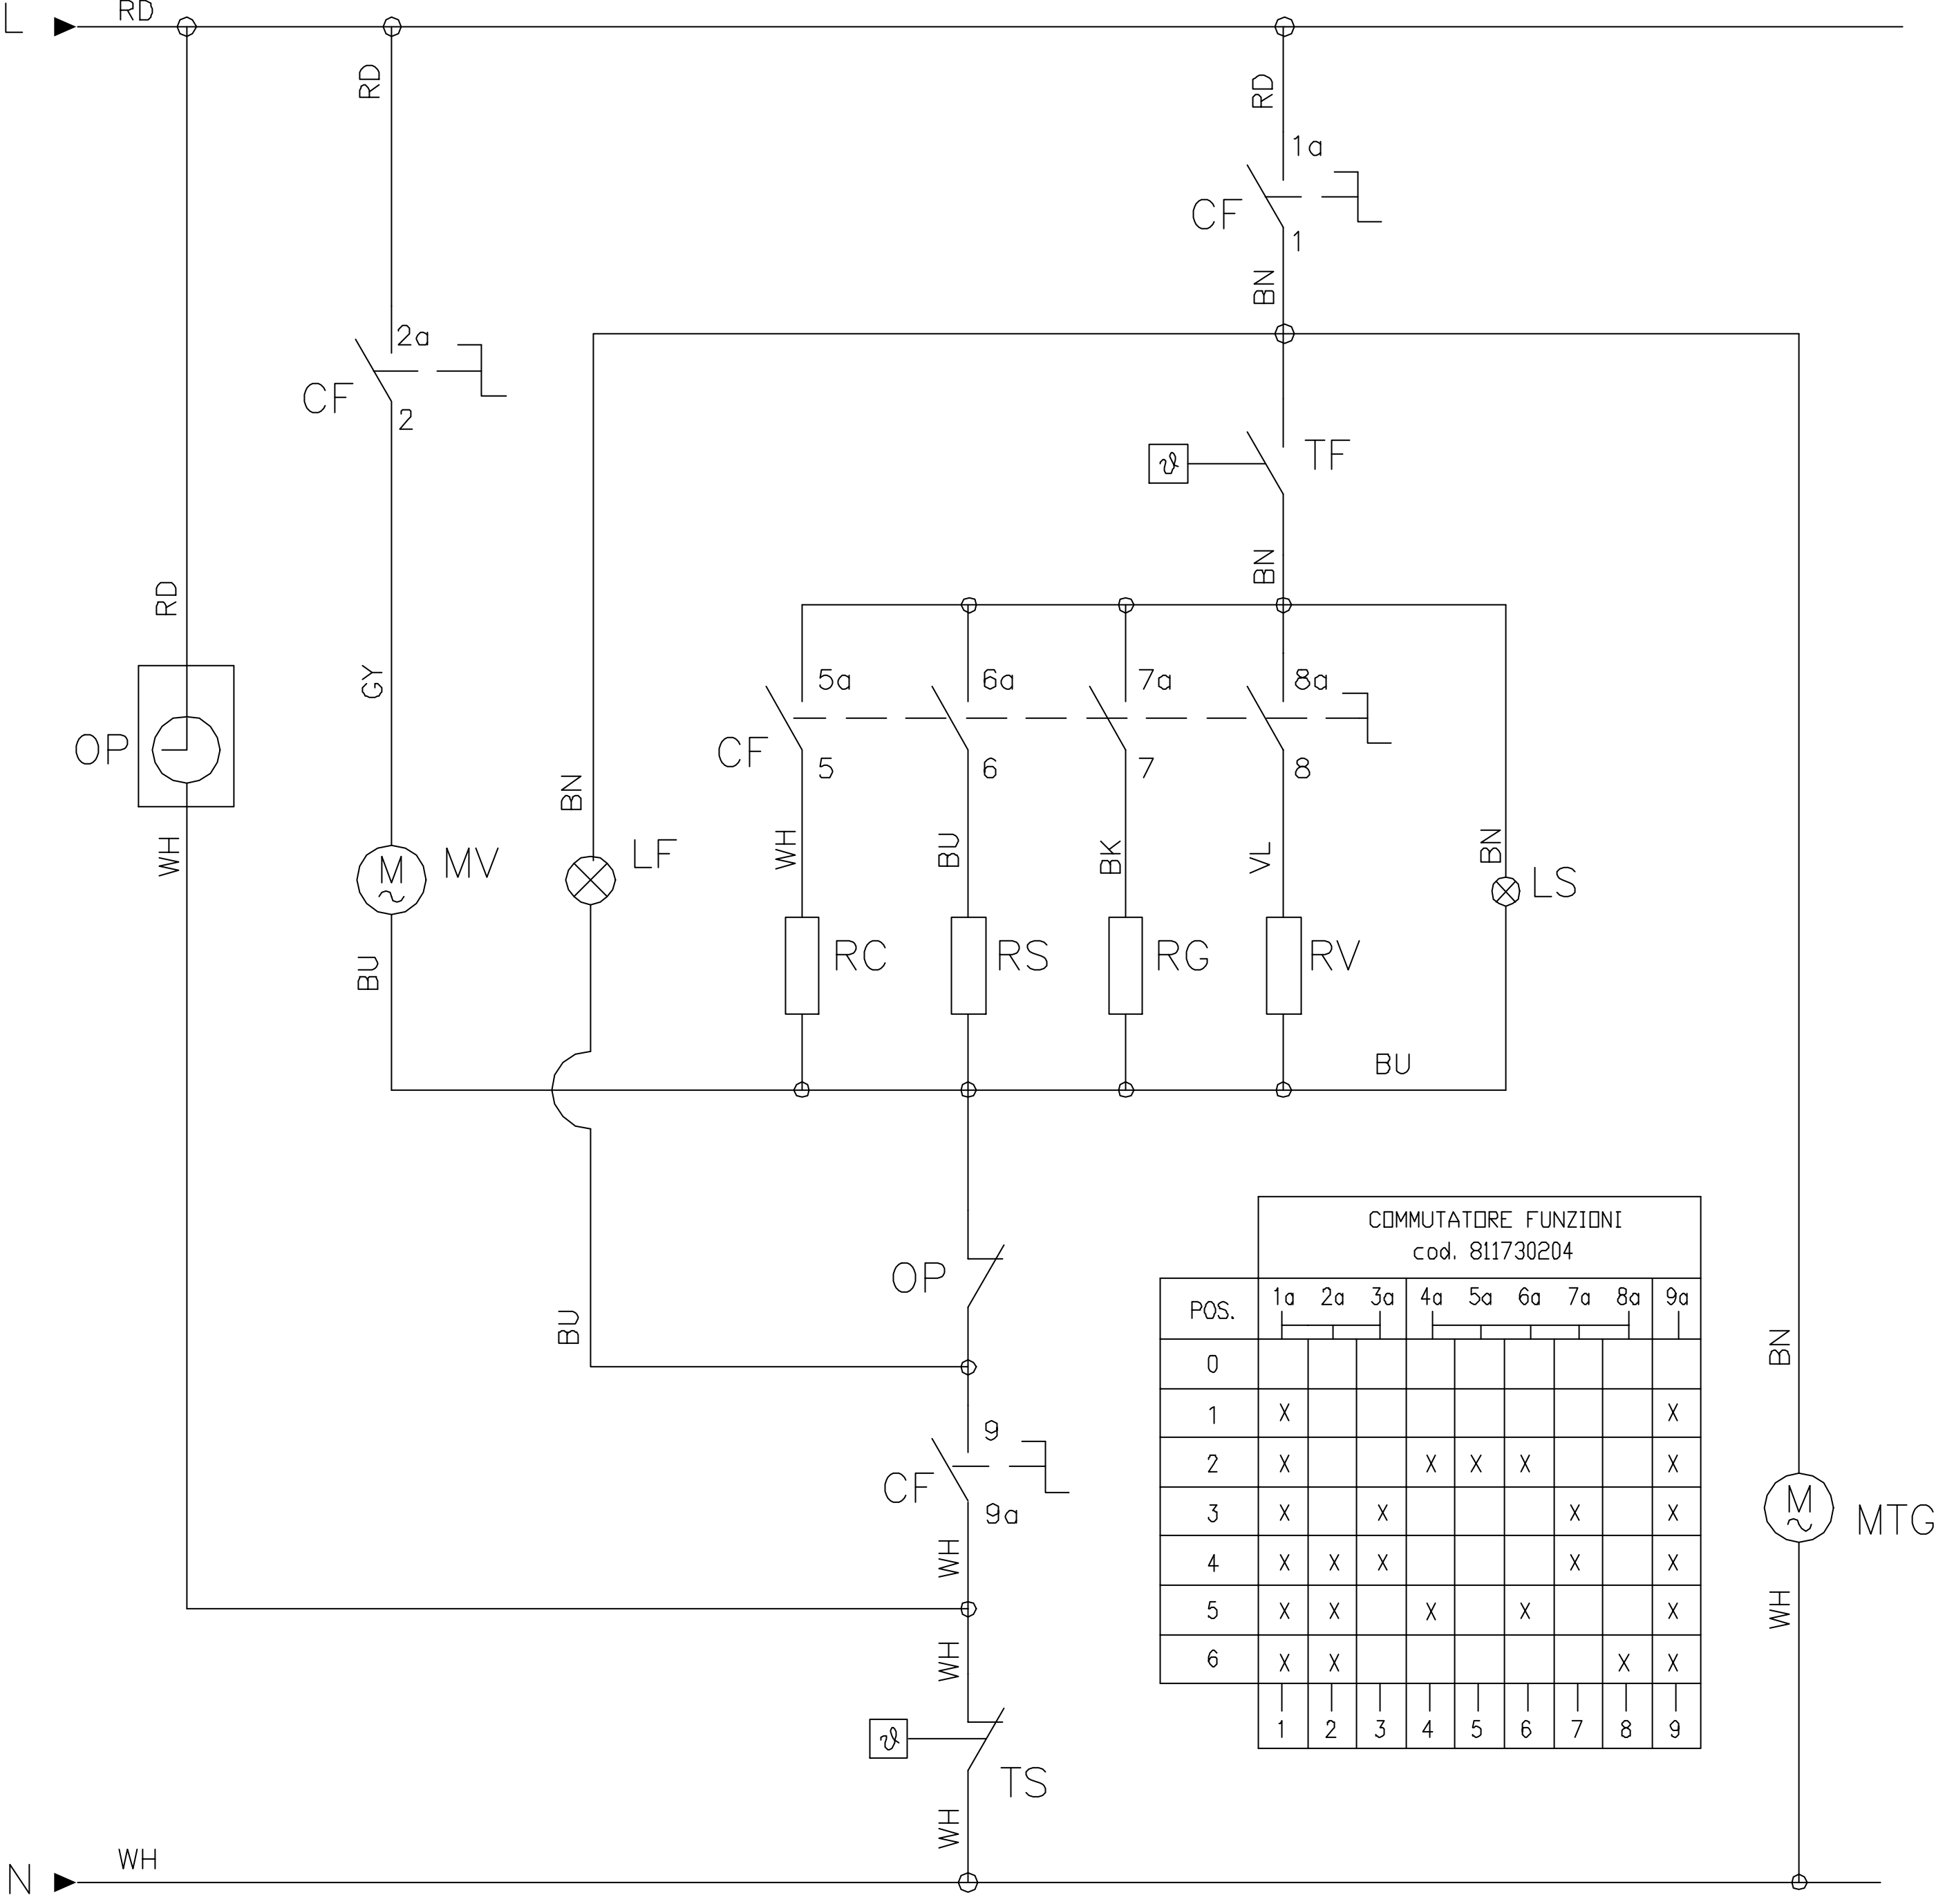 L
RD
RD
RD
1a
CF
1
BN
2a
CF
2
TF
ϑ
BN
RD
GY
5a
6a
7a
8a
CF
5
6
7
8
OP
BN
WH
BU
BK
VL
BN
WH
M
~
MV
LF
LS
RC
RS
RG
RV
BU
BU
OP
BU
COMMUTATORE FUNZIONI
cod. 811730204
POS. 1a 2a 3a 4a 5a 6a 7a 8a 9a
0
1 X X
2 X X X X X
3 X X X X
4 X X X X X
5 X X X X X
6 X X X X
1 2 3 4 5 6 7 8 9
BN
9
CF
9a
WH
M
~
MTG
WH
WH
ϑ
TS
WH
N
WH